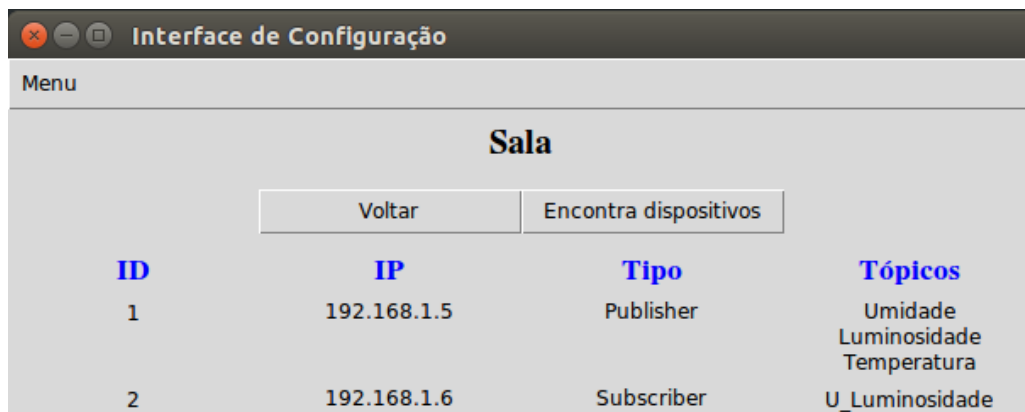 Interface de Configuração
Menu
Sala
Voltar Encontra dispositivos
ID IP Tipo Tópicos
1 192.168.1.5 Publisher Umidade
Luminosidade
Temperatura
2 192.168.1.6 Subscriber U_Luminosidade